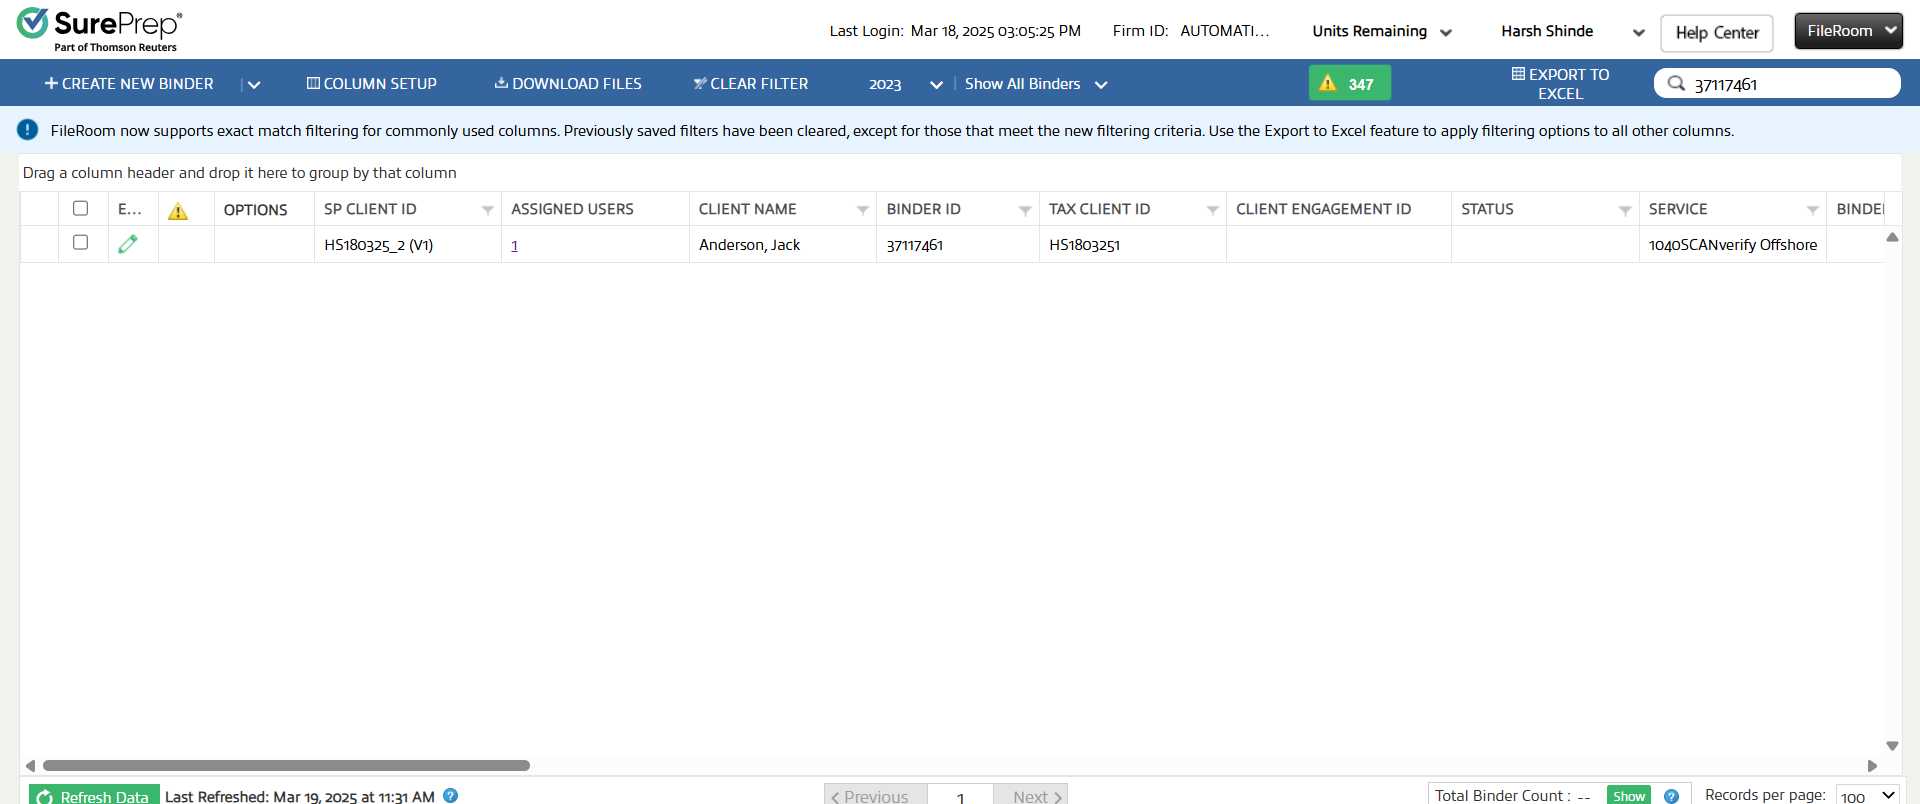 SurePrep®
Part of Thomson Reuters
Last Login: Mar 18, 2025 03:05:25 PM Firm ID: AUTOMATI... Units Remaining Harsh Shinde Help Center FileRoom
CREATE NEW BINDER COLUMN SETUP DOWNLOAD FILES CLEAR FILTER 2023 Show All Binders 347 EXPORT TO EXCEL 37117461
FileRoom now supports exact match filtering for commonly used columns. Previously saved filters have been cleared, except for those that meet the new filtering criteria. Use the Export to Excel feature to apply filtering options to all other columns.
Drag a column header and drop it here to group by that column
E... OPTIONS SP CLIENT ID ASSIGNED USERS CLIENT NAME BINDER ID TAX CLIENT ID CLIENT ENGAGEMENT ID STATUS SERVICE BINDE
HS180325_2 (V1) 1 Anderson, Jack 37117461 HS1803251 1040SCANverify Offshore
Refresh Data Last Refreshed: Mar 19, 2025 at 11:31 AM ? Previous 1 Next Total Binder Count : -- Show ? Records per page: 100